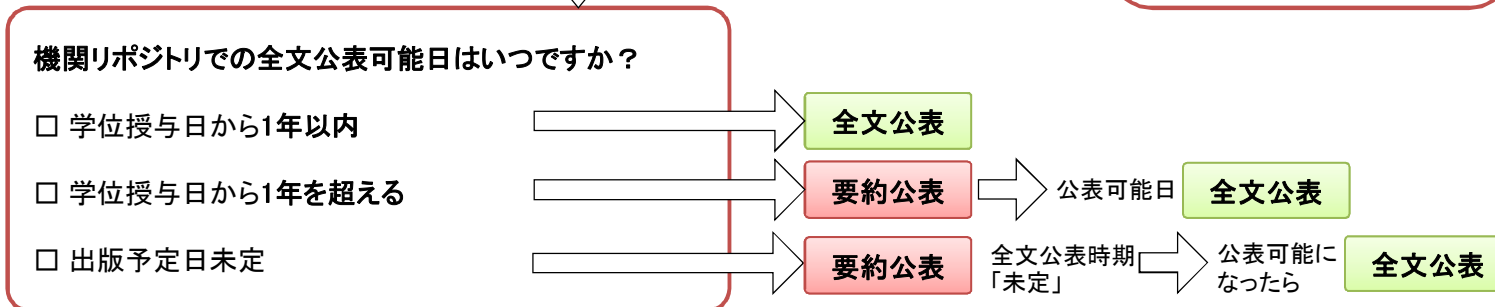 機関リポジトリでの全文公表可能日はいつですか？
□ 学位授与日から1年以内
全文公表
□ 学位授与日から1年を超える
要約公表
公表可能日
全文公表
□ 出版予定日未定
要約公表
全文公表時期
「未定」
公表可能に
なったら
全文公表